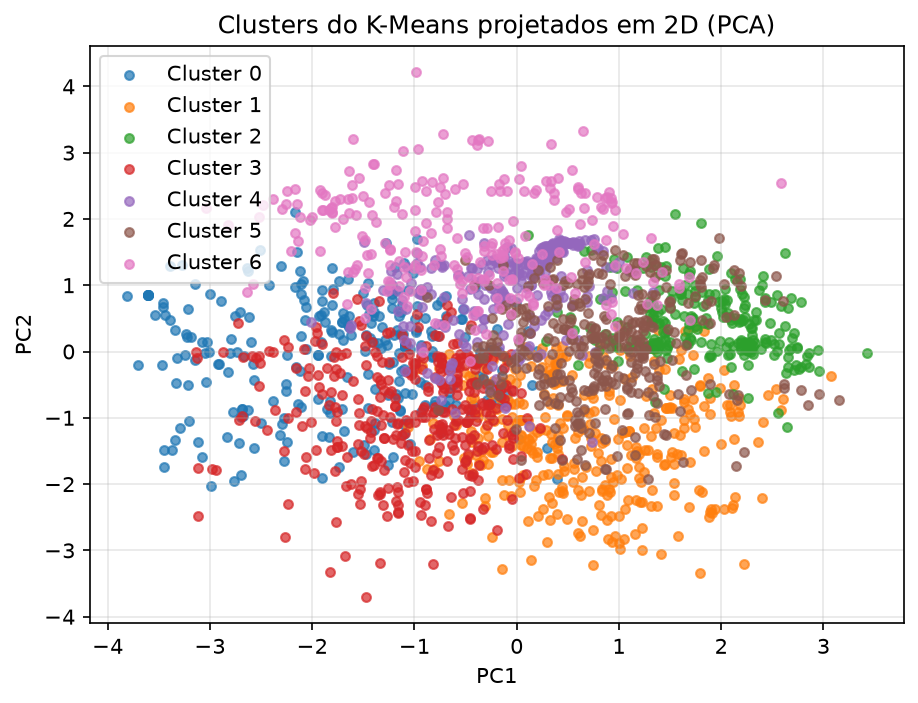 Clusters do K-Means projetados em 2D (PCA)
Cluster 0
Cluster 1
Cluster 2
Cluster 3
Cluster 4
Cluster 5
Cluster 6
4
3
2
1
0
−1
−2
−3
−4
PC2
−4 −3 −2 −1 0 1 2 3
PC1